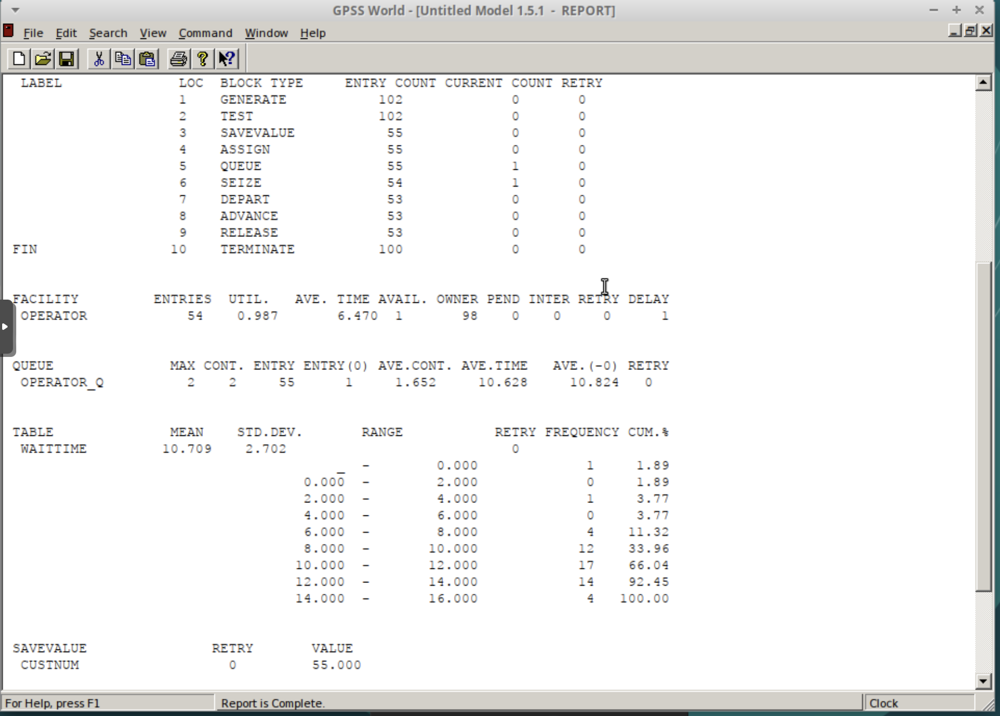 GPSS World - [Untitled Model 1.5.1 - REPORT]
File Edit Search View Command Window Help
LABEL LOC BLOCK TYPE ENTRY COUNT CURRENT COUNT RETRY
1 GENERATE 102 0 0
2 TEST 102 0 0
3 SAVEVALUE 55 0 0
4 ASSIGN 55 0 0
5 QUEUE 55 1 0
6 SEIZE 54 1 0
7 DEPART 53 0 0
8 ADVANCE 53 0 0
9 RELEASE 53 0 0
FIN 10 TERMINATE 100 0 0
FACILITY ENTRIES UTIL. AVE. TIME AVAIL. OWNER PEND INTER RETRY DELAY
OPERATOR 54 0.987 6.470 1 98 0 0 0 1
QUEUE MAX CONT. ENTRY ENTRY(0) AVE.CONT. AVE.TIME AVE.(-0) RETRY
OPERATOR_Q 2 2 55 1 1.652 10.628 10.824 0
TABLE MEAN STD.DEV. RANGE RETRY FREQUENCY CUM.%
WAITTIME 10.709 2.702 0
_ - 0.000 1 1.89
0.000 - 2.000 0 1.89
2.000 - 4.000 1 3.77
4.000 - 6.000 0 3.77
6.000 - 8.000 4 11.32
8.000 - 10.000 12 33.96
10.000 - 12.000 17 66.04
12.000 - 14.000 14 92.45
14.000 - 16.000 4 100.00
SAVEVALUE RETRY VALUE
CUSTNUM 0 55.000
For Help, press F1 Report is Complete. Clock